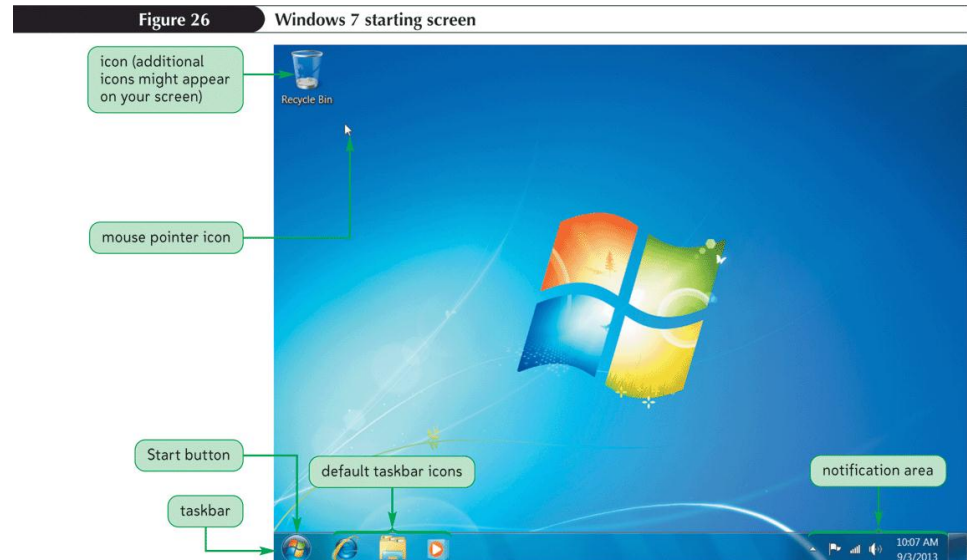 Figure 26 Windows 7 starting screen
icon (additional
icons might appear
on your screen)
Recycle Bin
mouse pointer icon
Start button
default taskbar icons
notification area
taskbar
10:07 AM
9/3/2013